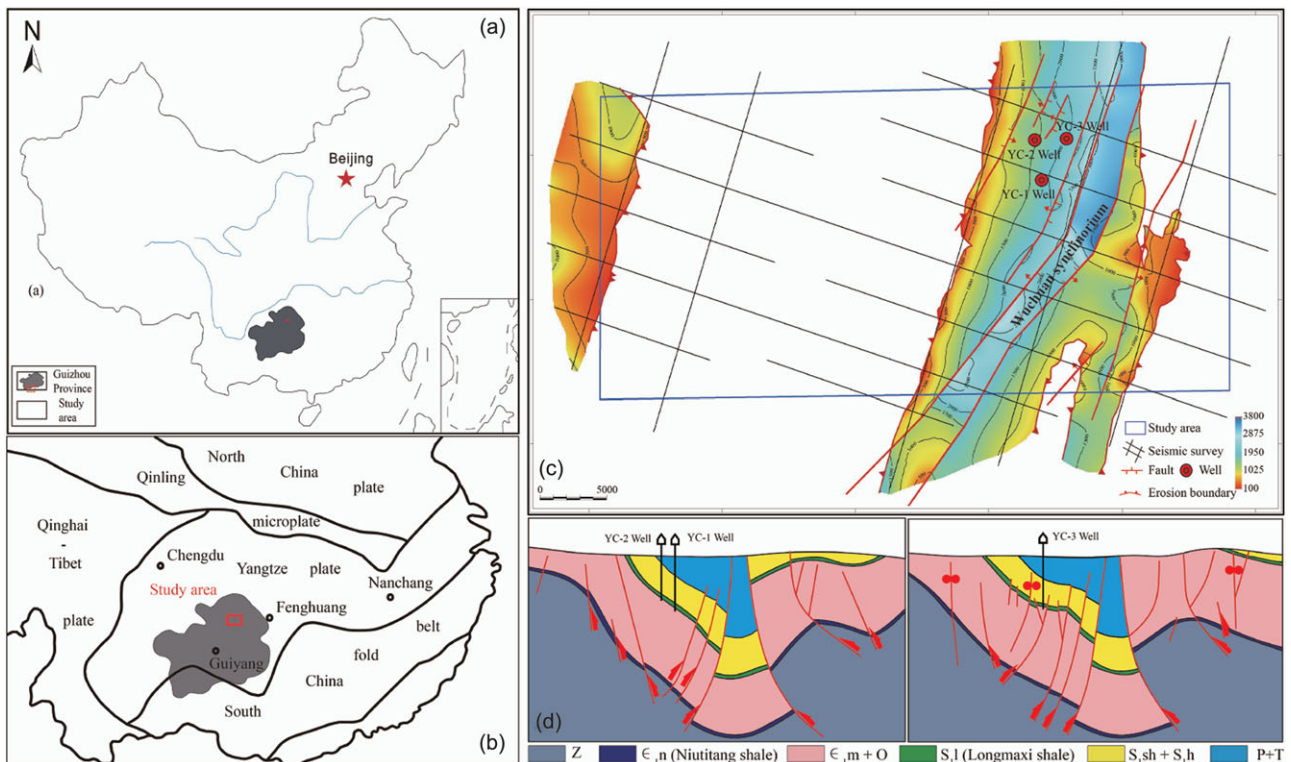 N
(a)
Beijing
(a)
Guizhou
Province
Study
area
North
China
plate
Qinling
microplate
Qinghai
-
Tibet
plate
Chengdu
Yangtze plate
Nanchang
Study area
Fenghuang
belt
fold
Guiyang
China
South
(b)
YC-3 Well
YC-2 Well
YC-1 Well
Wuchuan synclinorium
Study area
Seismic survey
Fault
Well
Erosion boundary
3800
2875
1950
1025
100
(c)
0 5000
YC-2 Well YC-1 Well
YC-3 Well
(d)
Z
∈₁n (Niutitang shale)
∈₁m + O
S₁l (Longmaxi shale)
S₁sh + S₁h
P+T